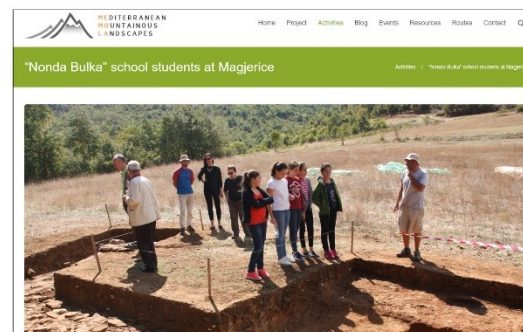 MEDITERRANEAN
MOUNTAINOUS
LANDSCAPES
Home Project Activities Blog Events Resources Routes Contact
"Nonda Bulka" school students at Magjerice
Activities / "Nonda Bulka" school students at Magjerice